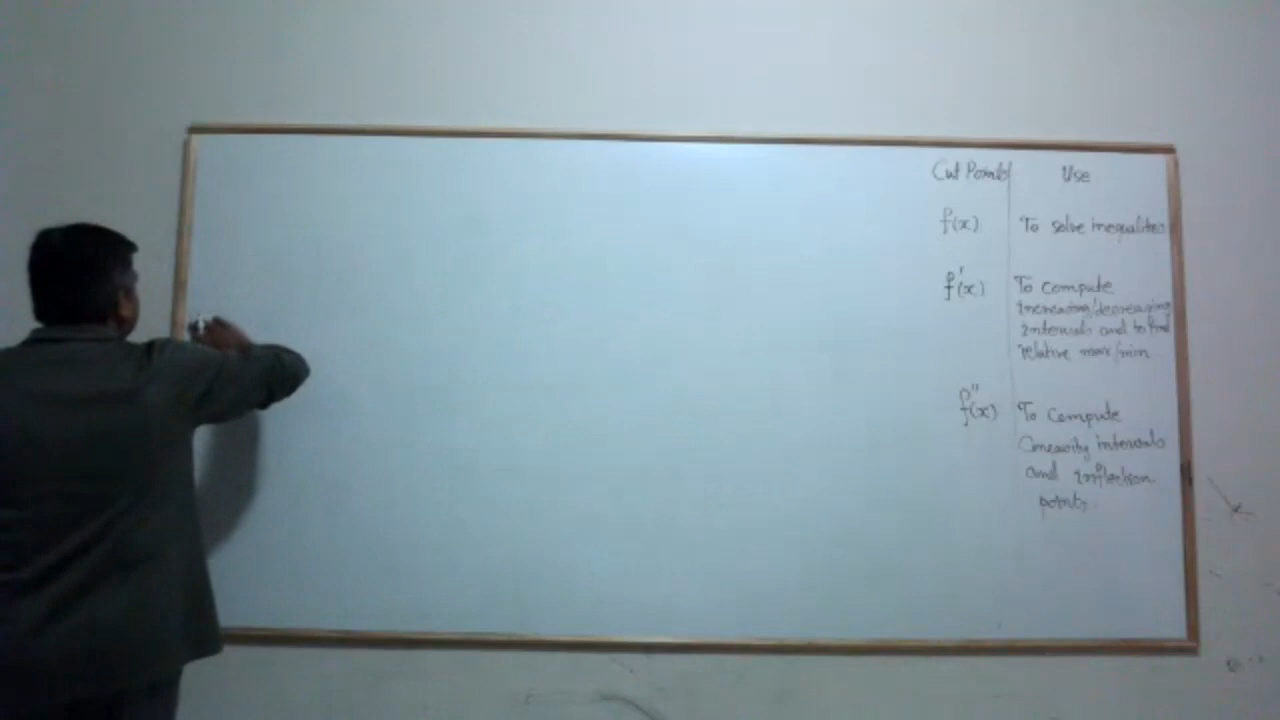 Cut Points Use
f(x) To solve inequalities
f'(x) To compute
increasing/decreasing
intervals and to find
relative max/min
f''(x) To compute
Concavity intervals
and inflection
points